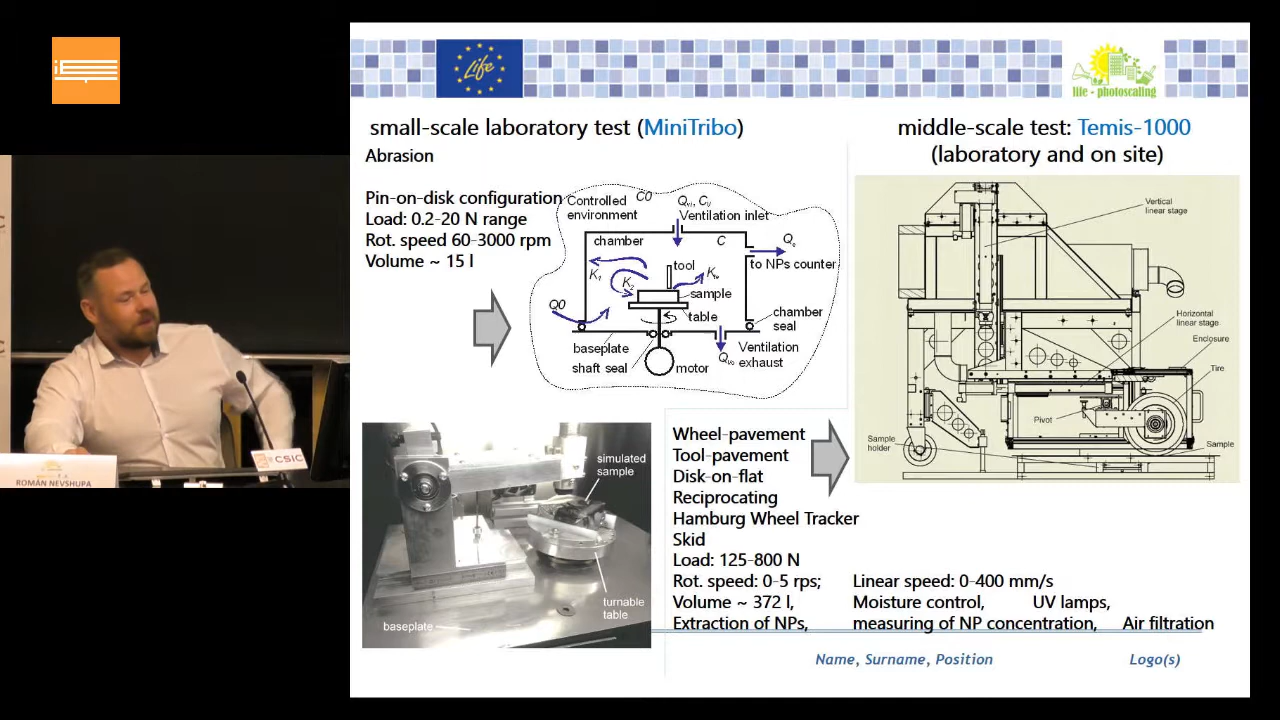 Life
life - photoscaling
small-scale laboratory test (MiniTribo)
Abrasion
Pin-on-disk configuration
Load: 0.2-20 N range
Rot. speed 60-3000 rpm
Volume ~ 15 l
Controlled environment
C0
Qvi, Cv
Ventilation inlet
chamber
C
Qe
to NPs counter
K1
K2
tool
sample
table
Q0
chamber seal
baseplate
shaft seal
motor
Qvo
Ventilation exhaust
simulated sample
turnable table
baseplate
middle-scale test: Temis-1000
(laboratory and on site)
Vertical linear stage
Horizontal linear stage
Enclosure
Tire
Pivot
Sample holder
Sample
Wheel-pavement
Tool-pavement
Disk-on-flat
Reciprocating
Hamburg Wheel Tracker
Skid
Load: 125-800 N
Rot. speed: 0-5 rps; Linear speed: 0-400 mm/s
Volume ~ 372 l, Moisture control, UV lamps,
Extraction of NPs, measuring of NP concentration, Air filtration
Name, Surname, Position Logo(s)
ROMÁN NEVSHUPA
CSIC